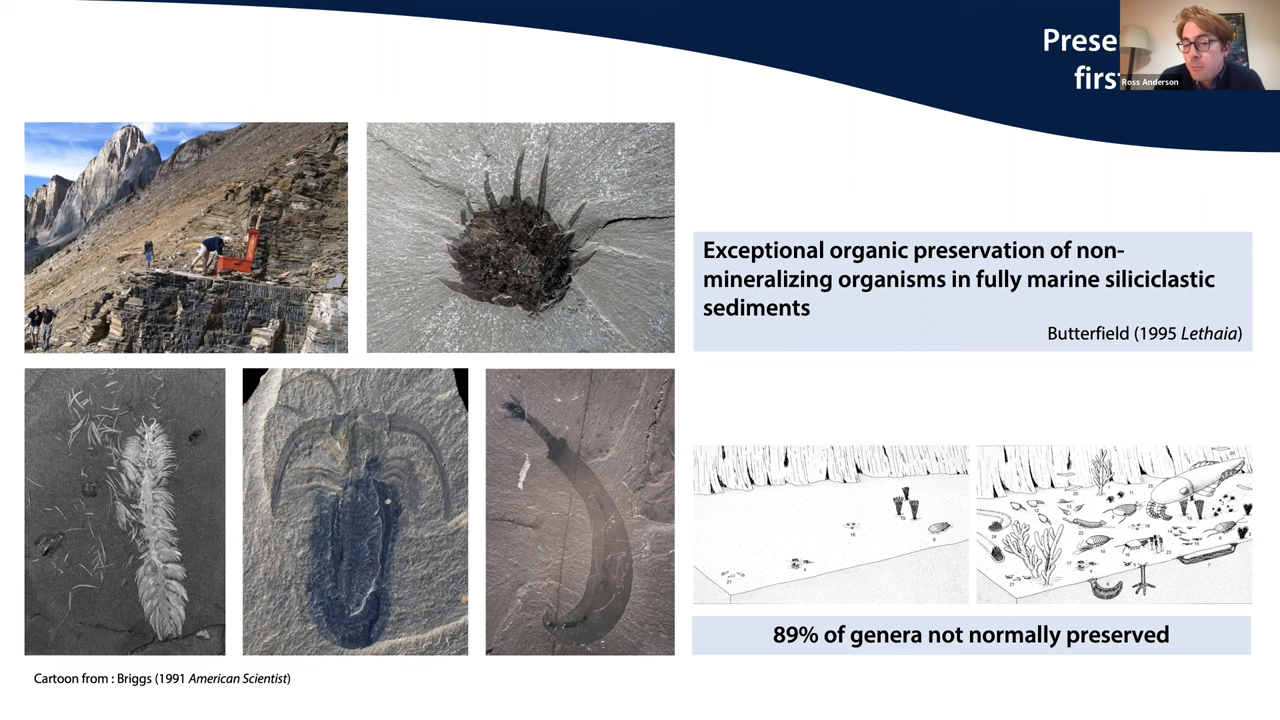 Prese
firs
Ross Anderson
Exceptional organic preservation of non-
mineralizing organisms in fully marine siliciclastic
sediments
Butterfield (1995 Lethaia)
89% of genera not normally preserved
Cartoon from : Briggs (1991 American Scientist)